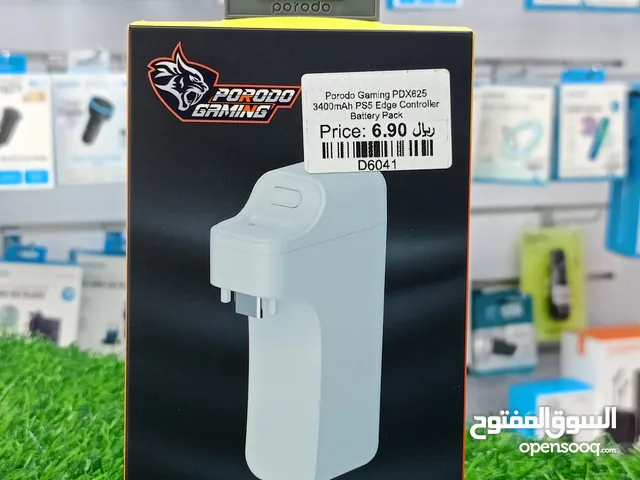 porodo
PORODO
GAMING
Porodo Gaming PDX625
3400mAh PS5 Edge Controller
Battery Pack
Price: 6.90 ريال
D6041
السوق المفتوح
opensooq.com